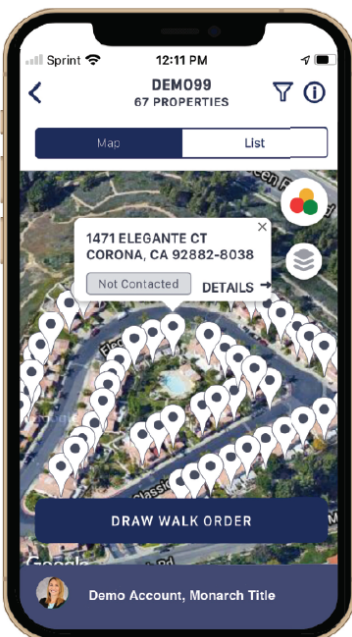 Sprint
12:11 PM
DEMO99
67 PROPERTIES
Map
List
1471 ELEGANTE CT
CORONA, CA 92882-8038
Not Contacted
DETAILS →
DRAW WALK ORDER
Google
Demo Account, Monarch Title